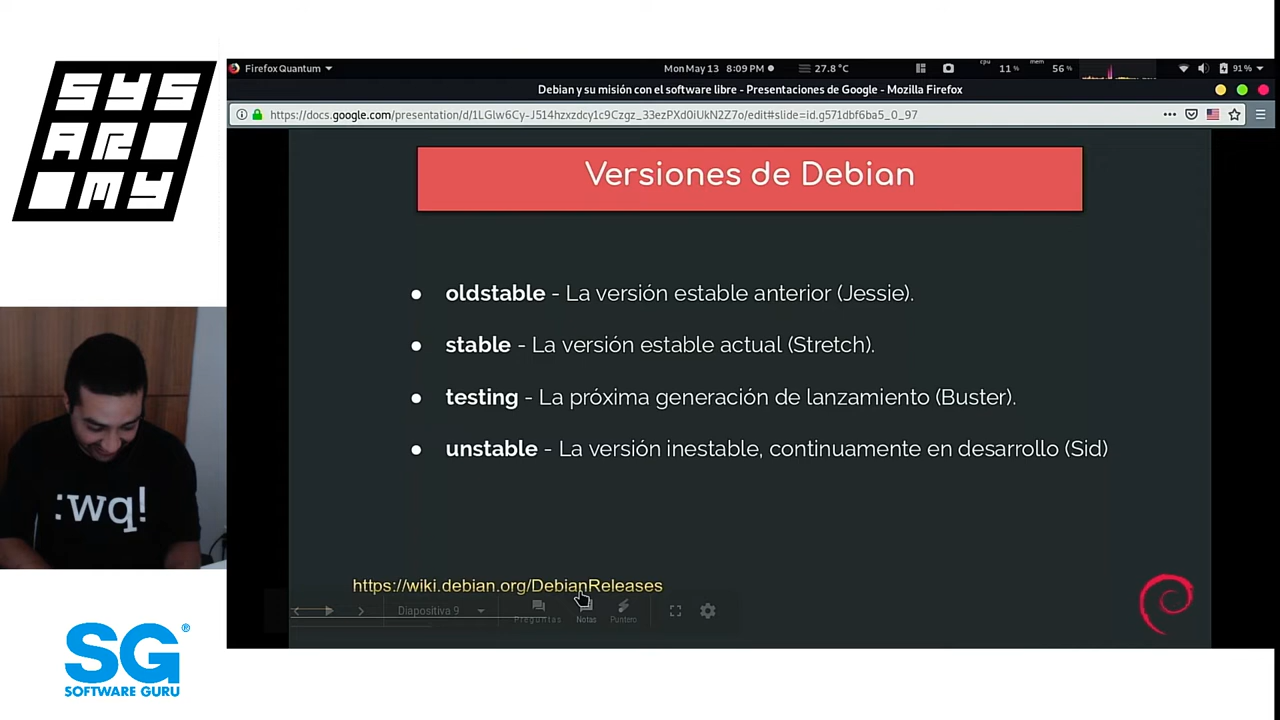 SYS
ARMY
Firefox Quantum
Mon May 13 8:09 PM
27.8 °C
cpu
11 %
mem
56 %
91 %
Debian y su misión con el software libre - Presentaciones de Google - Mozilla Firefox
https://docs.google.com/presentation/d/1LGlw6Cy-J514hzxzdcy1c9Czgz_33ezPXd0iUkN2Z7o/edit#slide=id.g571dbf6ba5_0_97
Versiones de Debian
oldstable - La versión estable anterior (Jessie).
stable - La versión estable actual (Stretch).
testing - La próxima generación de lanzamiento (Buster).
unstable - La versión inestable, continuamente en desarrollo (Sid)
:wq!
https://wiki.debian.org/DebianReleases
Diapositiva 9
Preguntas
Notas
Puntero
SG®
SOFTWARE GURU